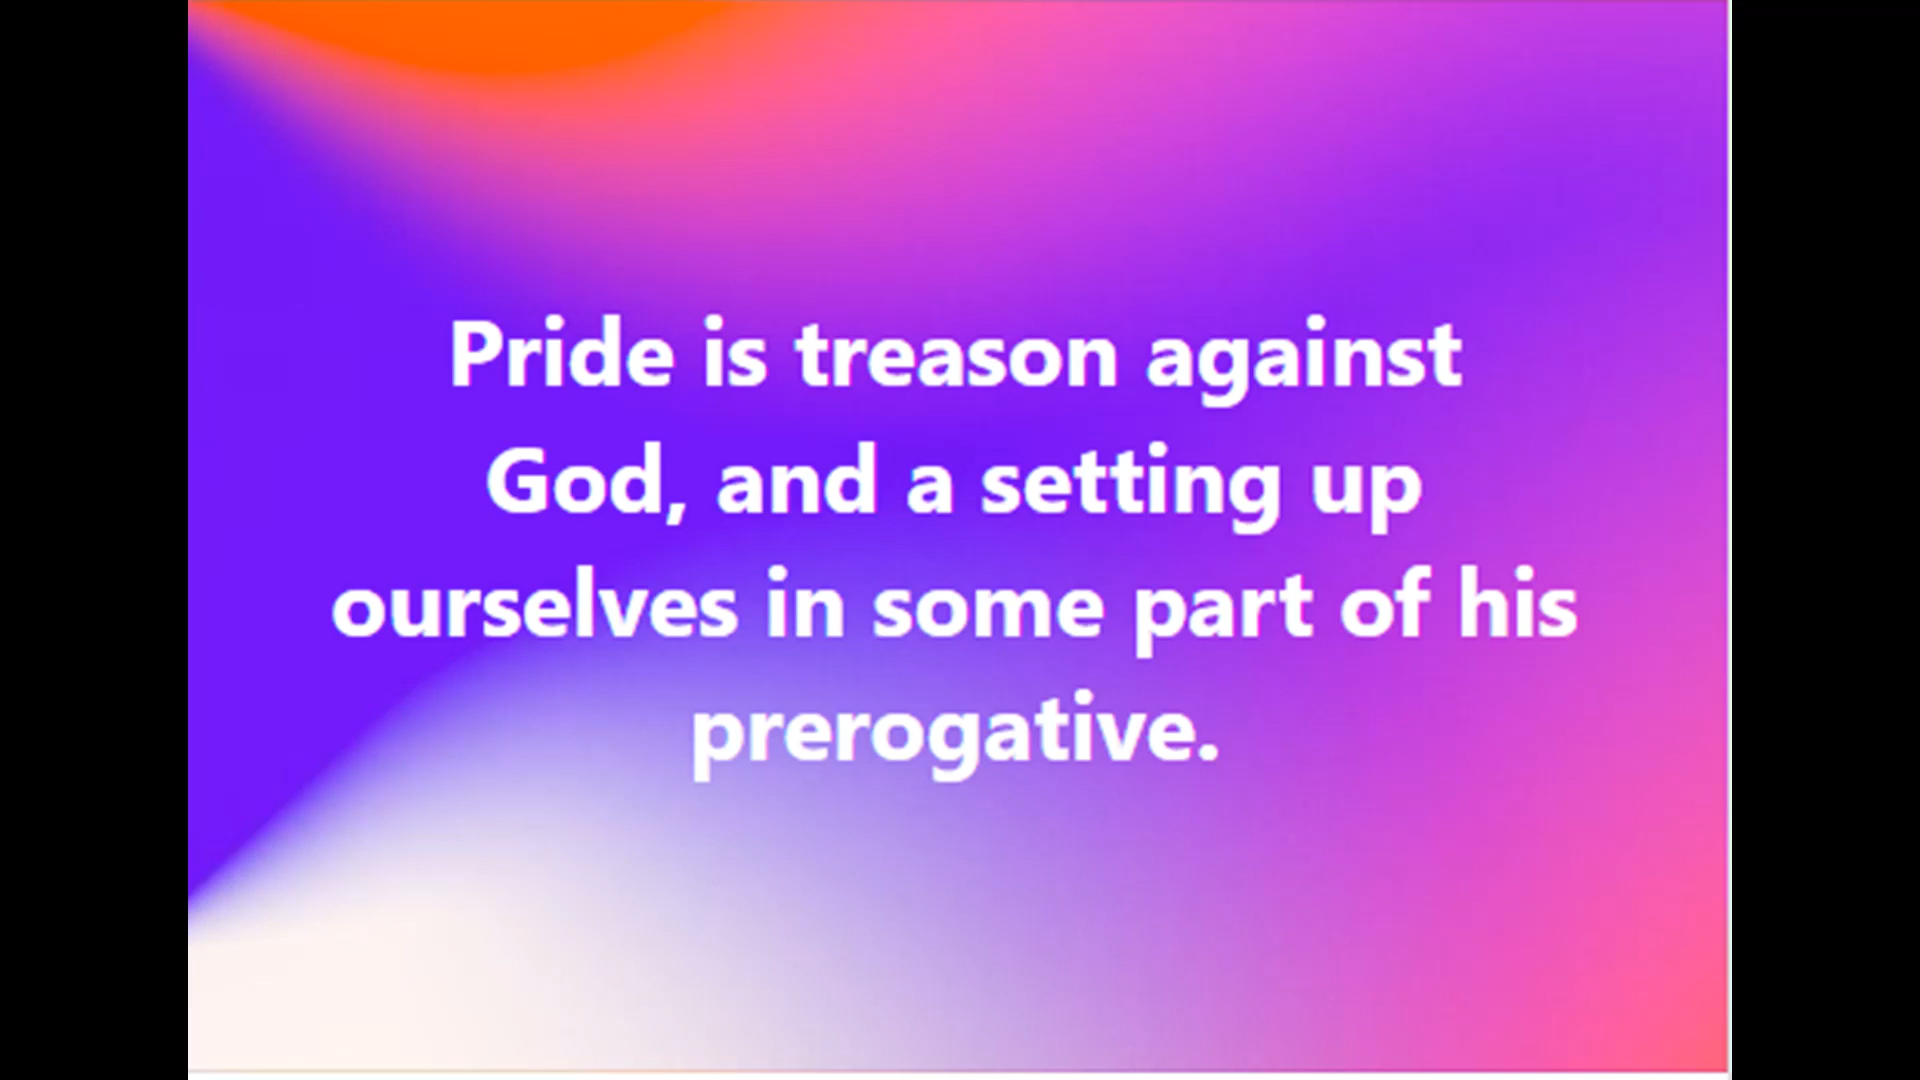 Pride is treason against
God, and a setting up
ourselves in some part of his
prerogative.